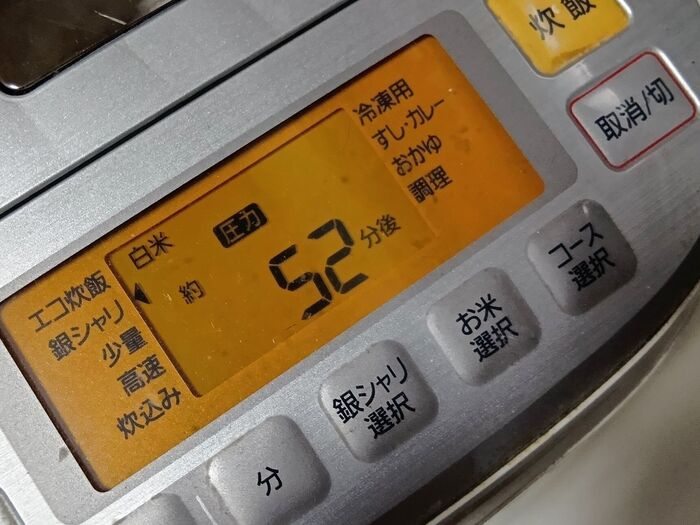 炊飯
取消/切
冷凍用
すし・カレー
おかゆ
調理
白米
圧力
約 52 分後
エコ炊飯
銀シャリ
少量
高速
炊込み
コース
選択
お米
選択
銀シャリ
選択
分